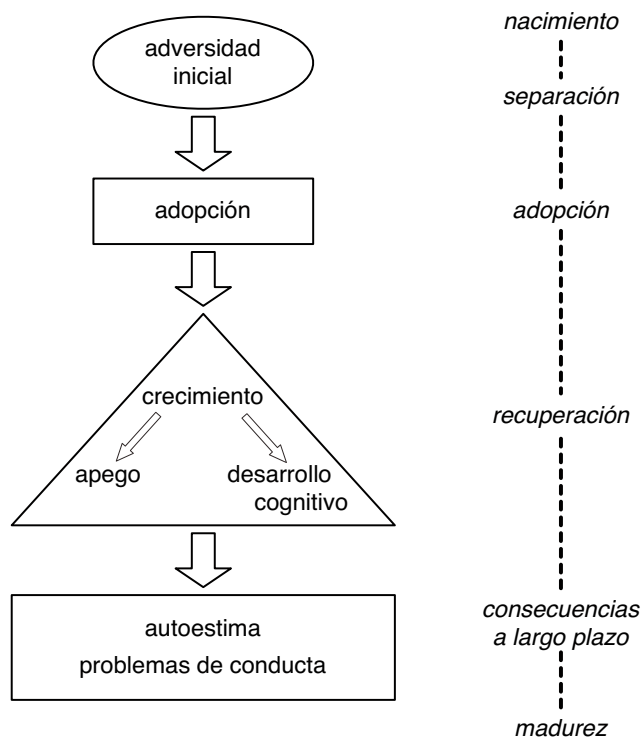 adversidad
inicial
adopción
crecimiento
apego
desarrollo
cognitivo
autoestima
problemas de conducta
nacimiento
separación
adopción
recuperación
consecuencias
a largo plazo
madurez